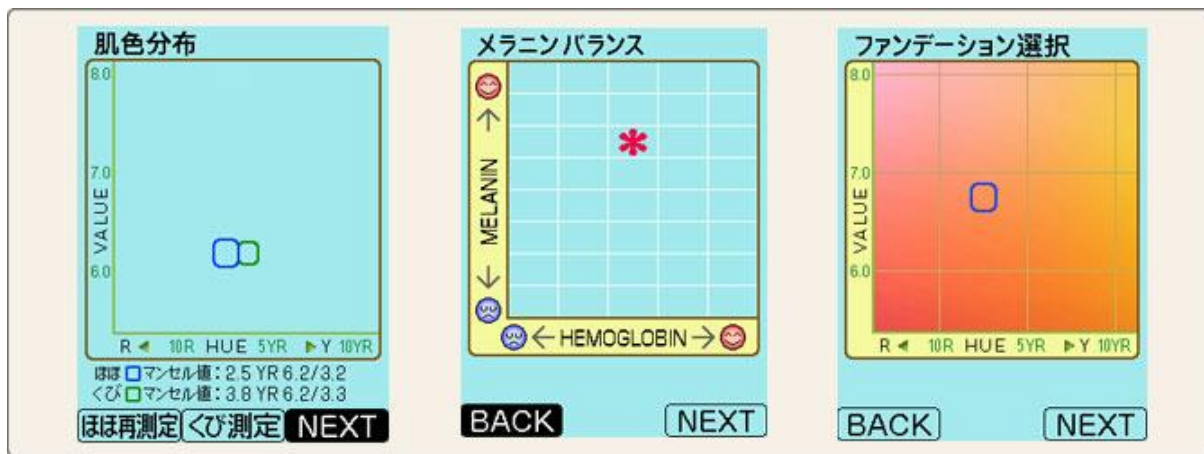 肌色分布
8.0
7.0
VALUE
6.0
R ◀ 10R HUE 5YR ▶ Y 10YR
ほほ マンセル値：2.5 YR 6.2/3.2
くび マンセル値：3.8 YR 6.2/3.3
ほほ再測定 くび測定 NEXT
メラニンバランス
← MELANIN →
← HEMOGLOBIN →
BACK NEXT
ファンデーション選択
8.0
7.0
VALUE
6.0
R ◀ 10R HUE 5YR ▶ Y 10YR
BACK NEXT